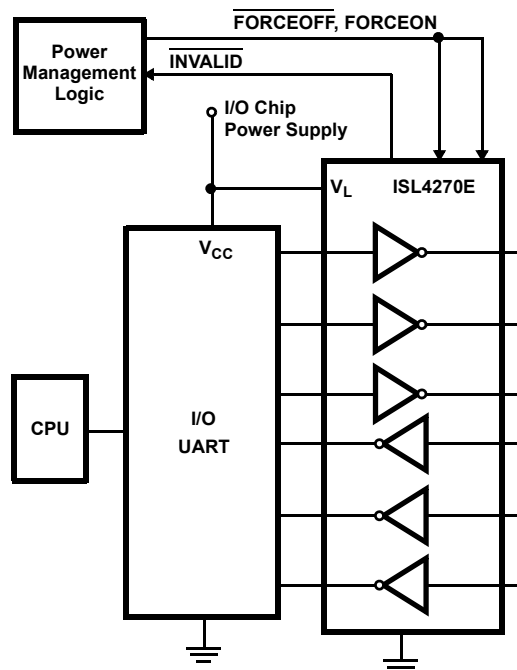 FORCEOFF, FORCEON
Power
Management
Logic
INVALID
I/O Chip
Power Supply
VL
ISL4270E
VCC
CPU
I/O
UART